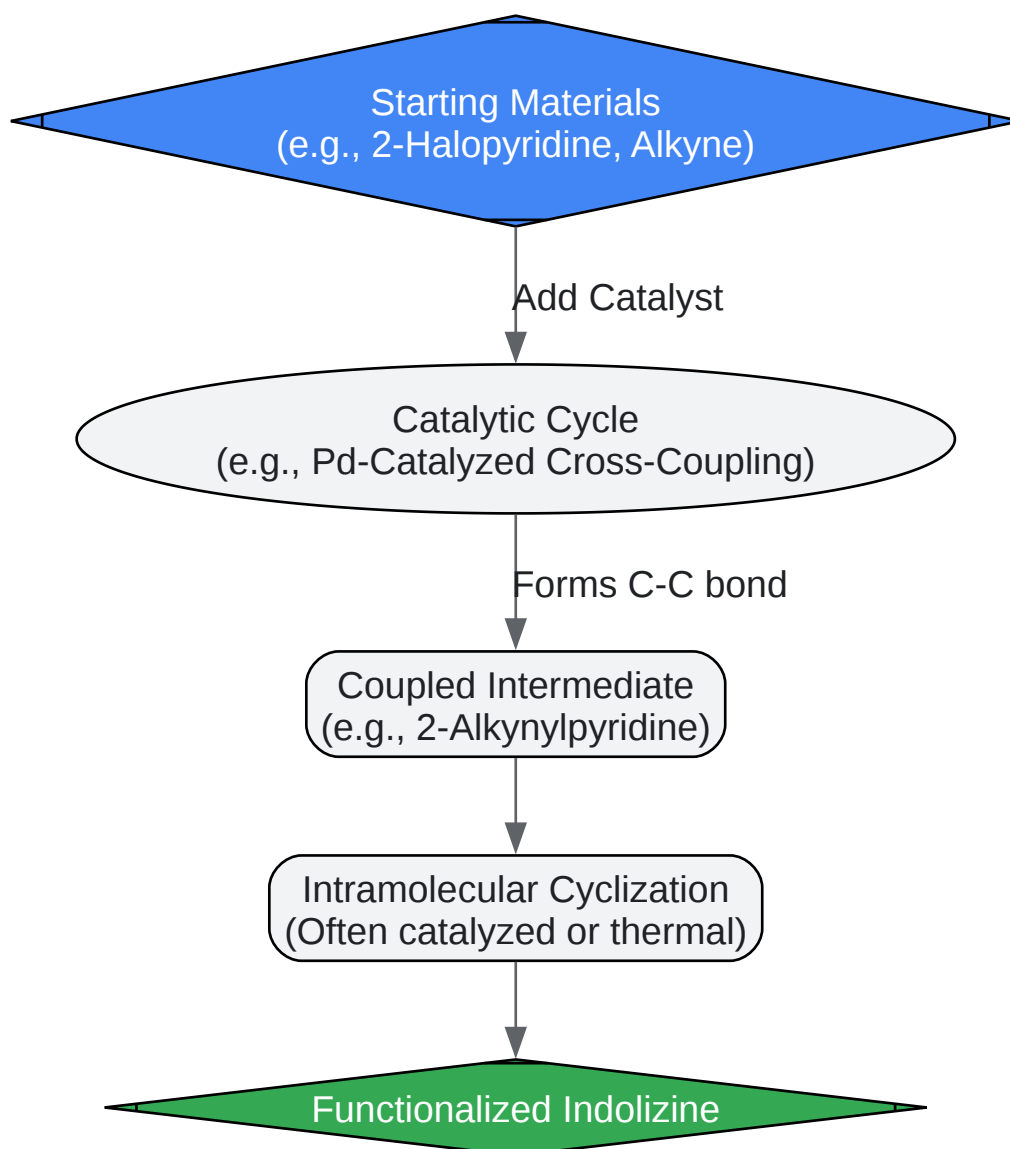 Starting Materials
(e.g., 2-Halopyridine, Alkyne)
Add Catalyst
Catalytic Cycle
(e.g., Pd-Catalyzed Cross-Coupling)
Forms C-C bond
Coupled Intermediate
(e.g., 2-Alkynylpyridine)
Intramolecular Cyclization
(Often catalyzed or thermal)
Functionalized Indolizine